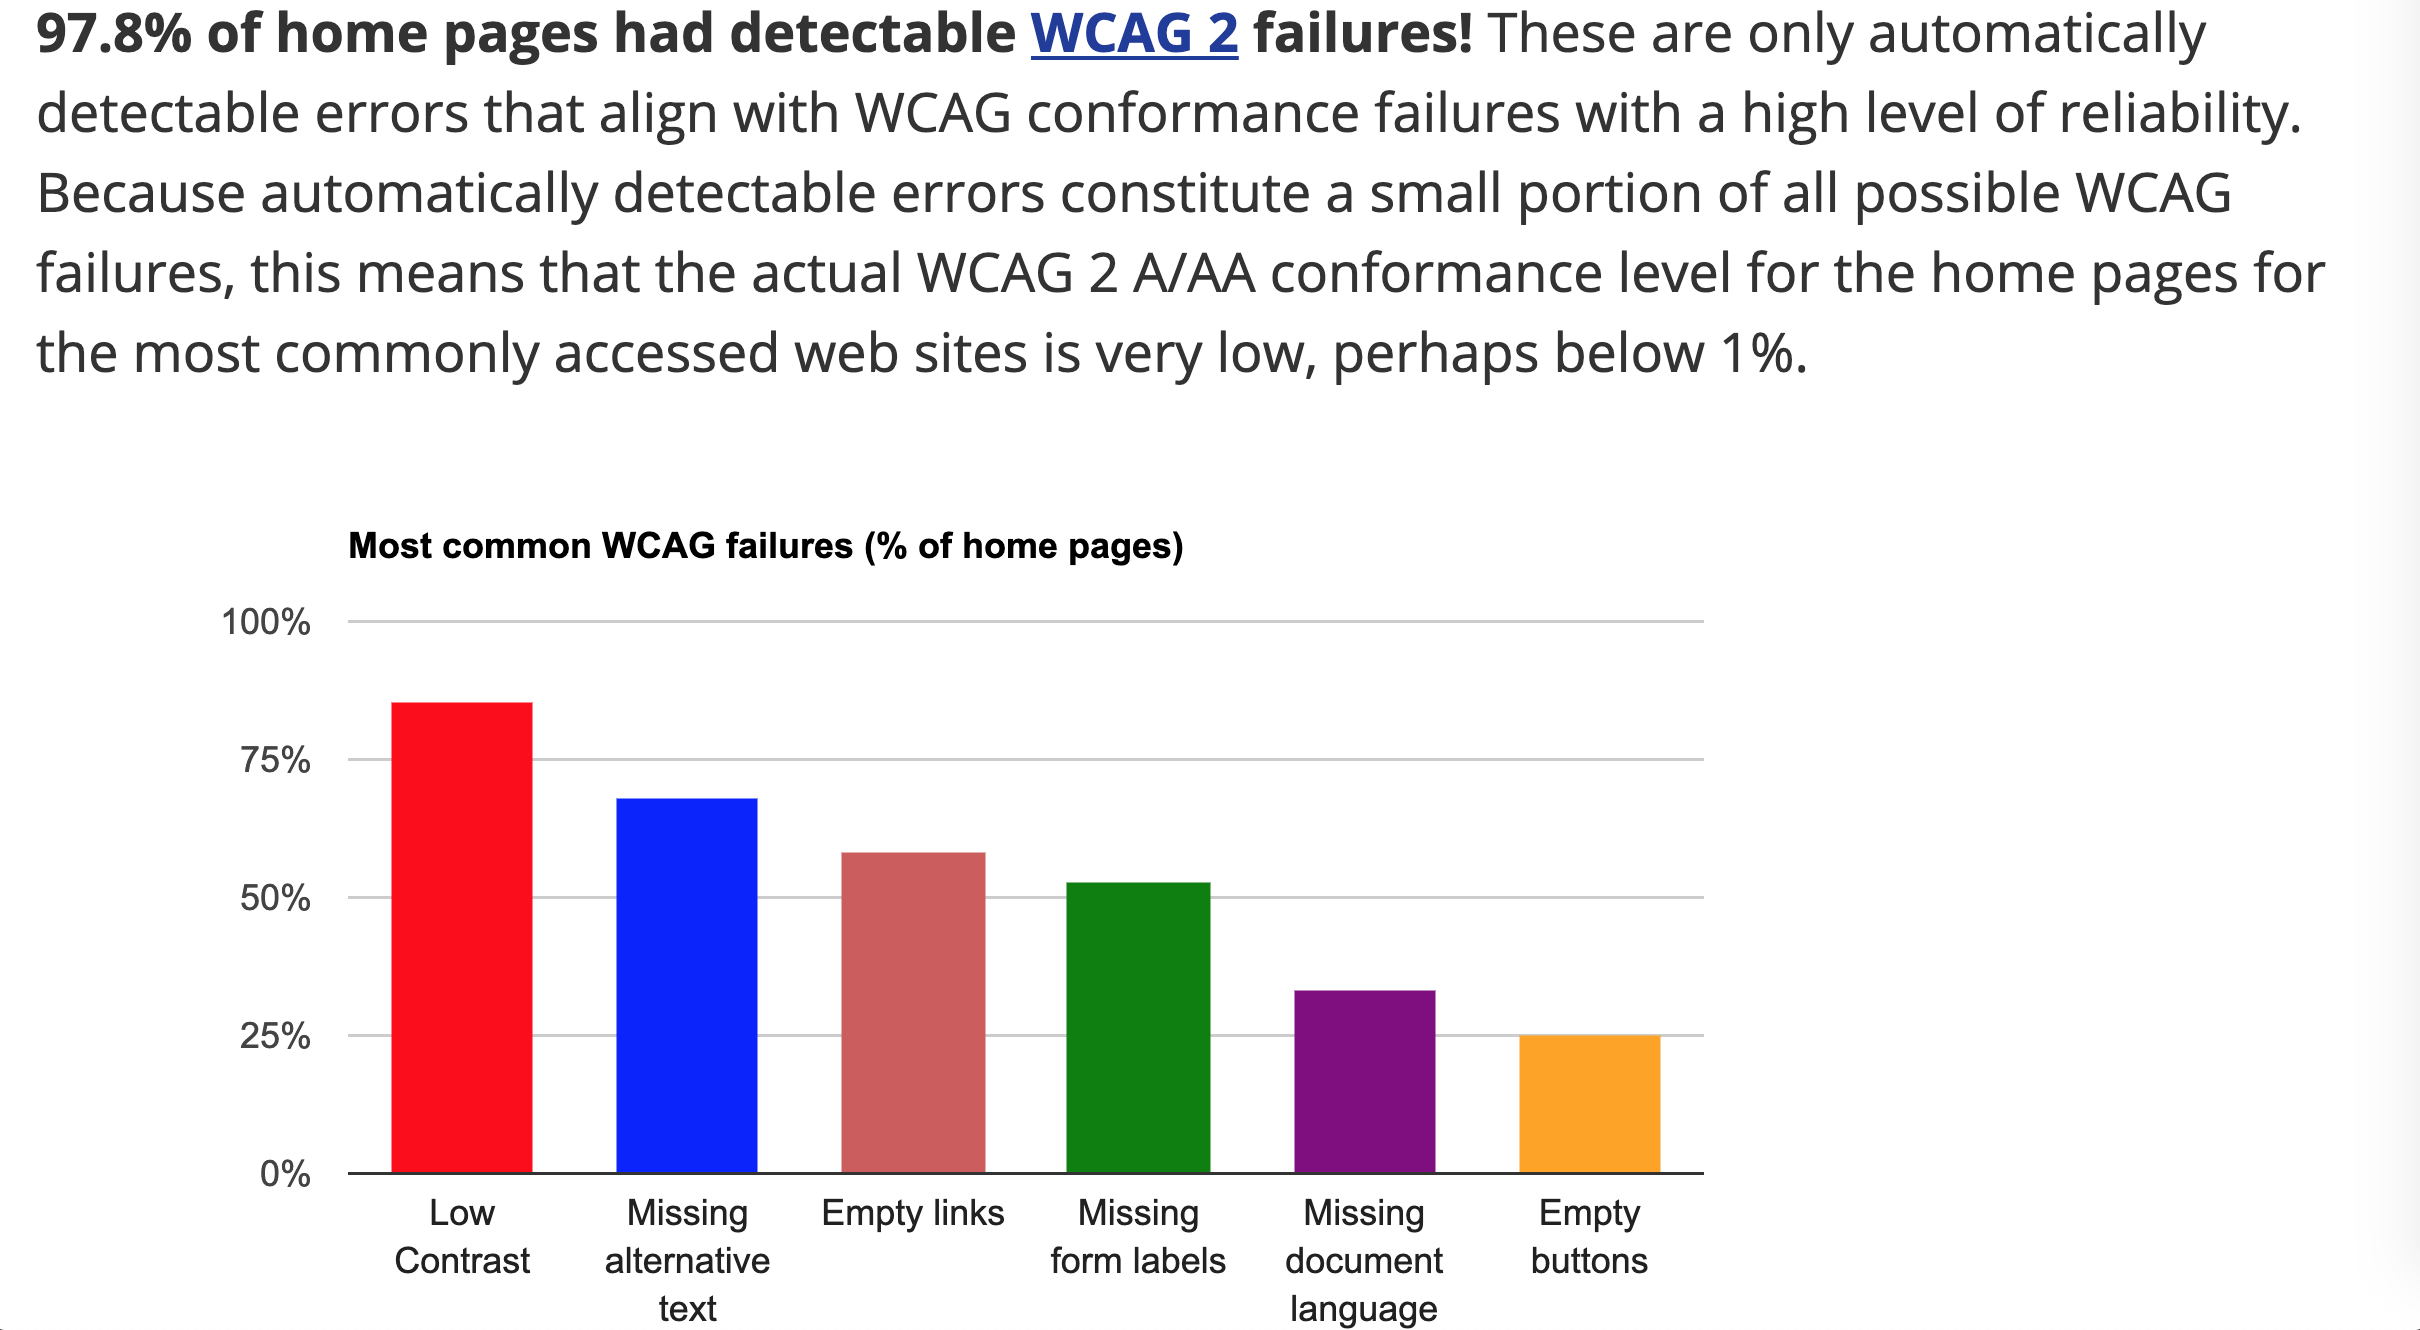 97.8% of home pages had detectable WCAG 2 failures! These are only automatically
detectable errors that align with WCAG conformance failures with a high level of reliability.
Because automatically detectable errors constitute a small portion of all possible WCAG
failures, this means that the actual WCAG 2 A/AA conformance level for the home pages for
the most commonly accessed web sites is very low, perhaps below 1%.
Most common WCAG failures (% of home pages)
100%
75%
50%
25%
0%
Low
Contrast
Missing
alternative
text
Empty links
Missing
form labels
Missing
document
language
Empty
buttons